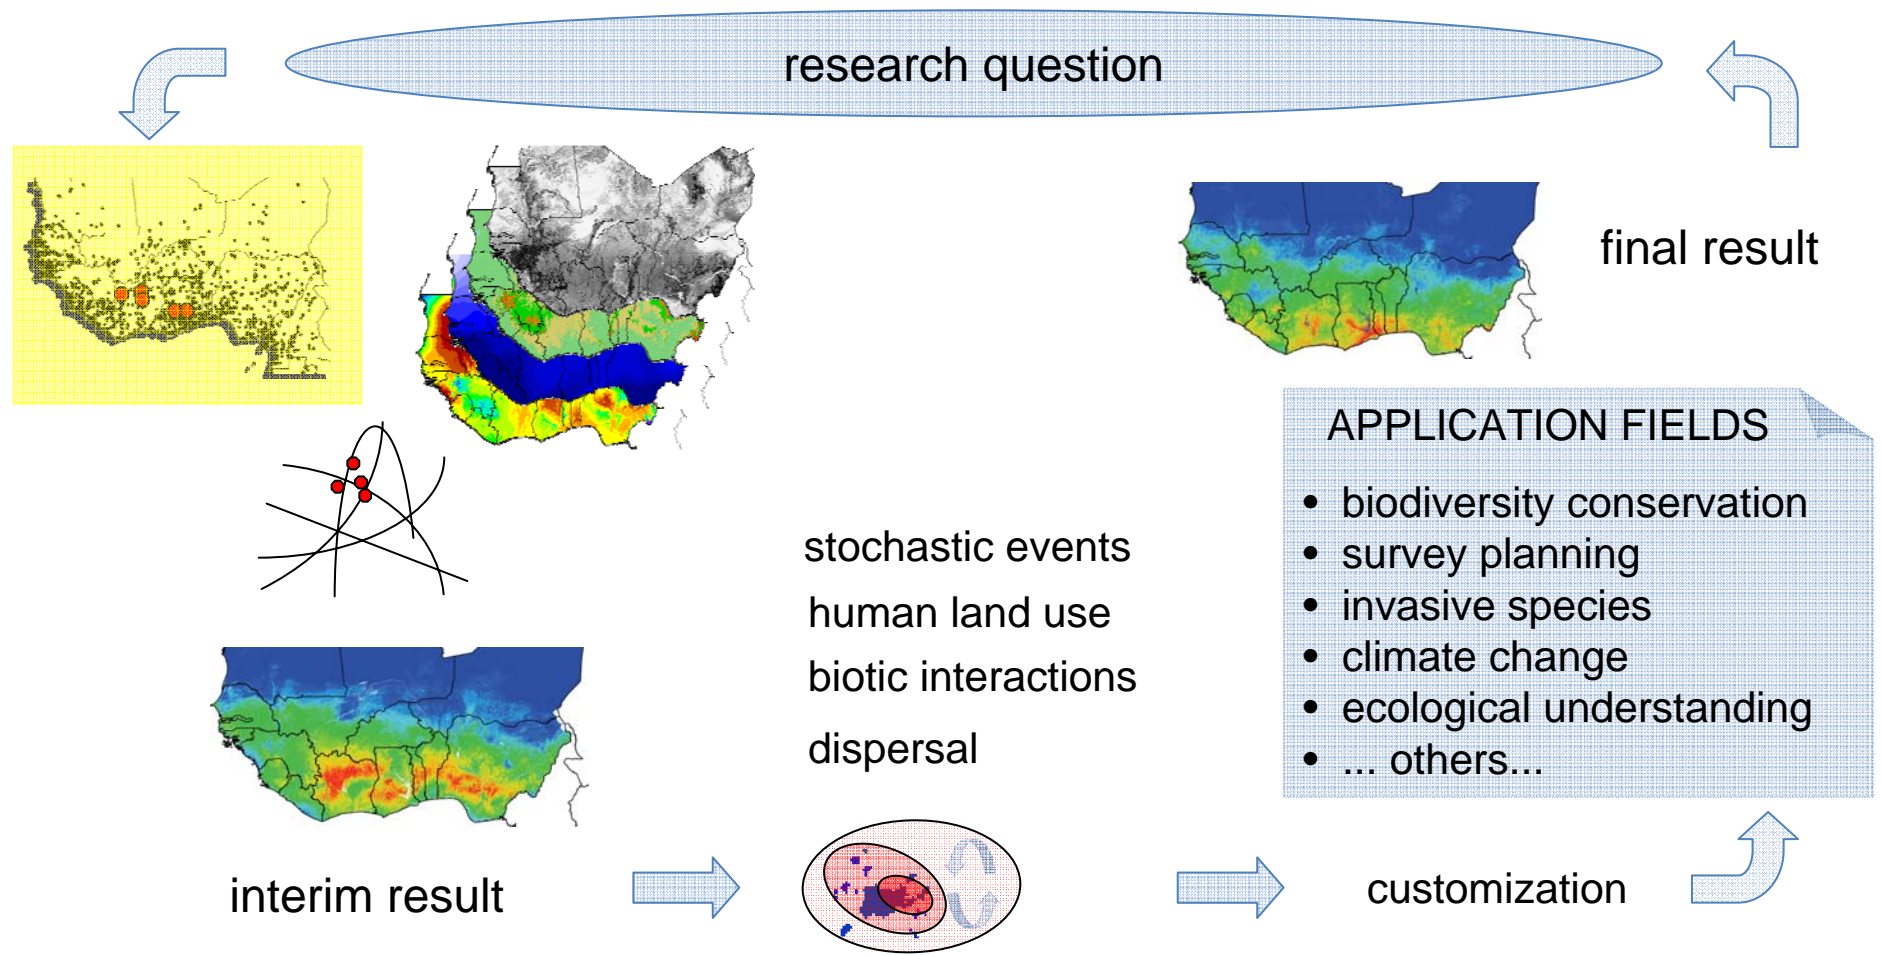 research question
final result
APPLICATION FIELDS
• biodiversity conservation
• survey planning
• invasive species
• climate change
• ecological understanding
• ... others...
stochastic events
human land use
biotic interactions
dispersal
interim result
customization